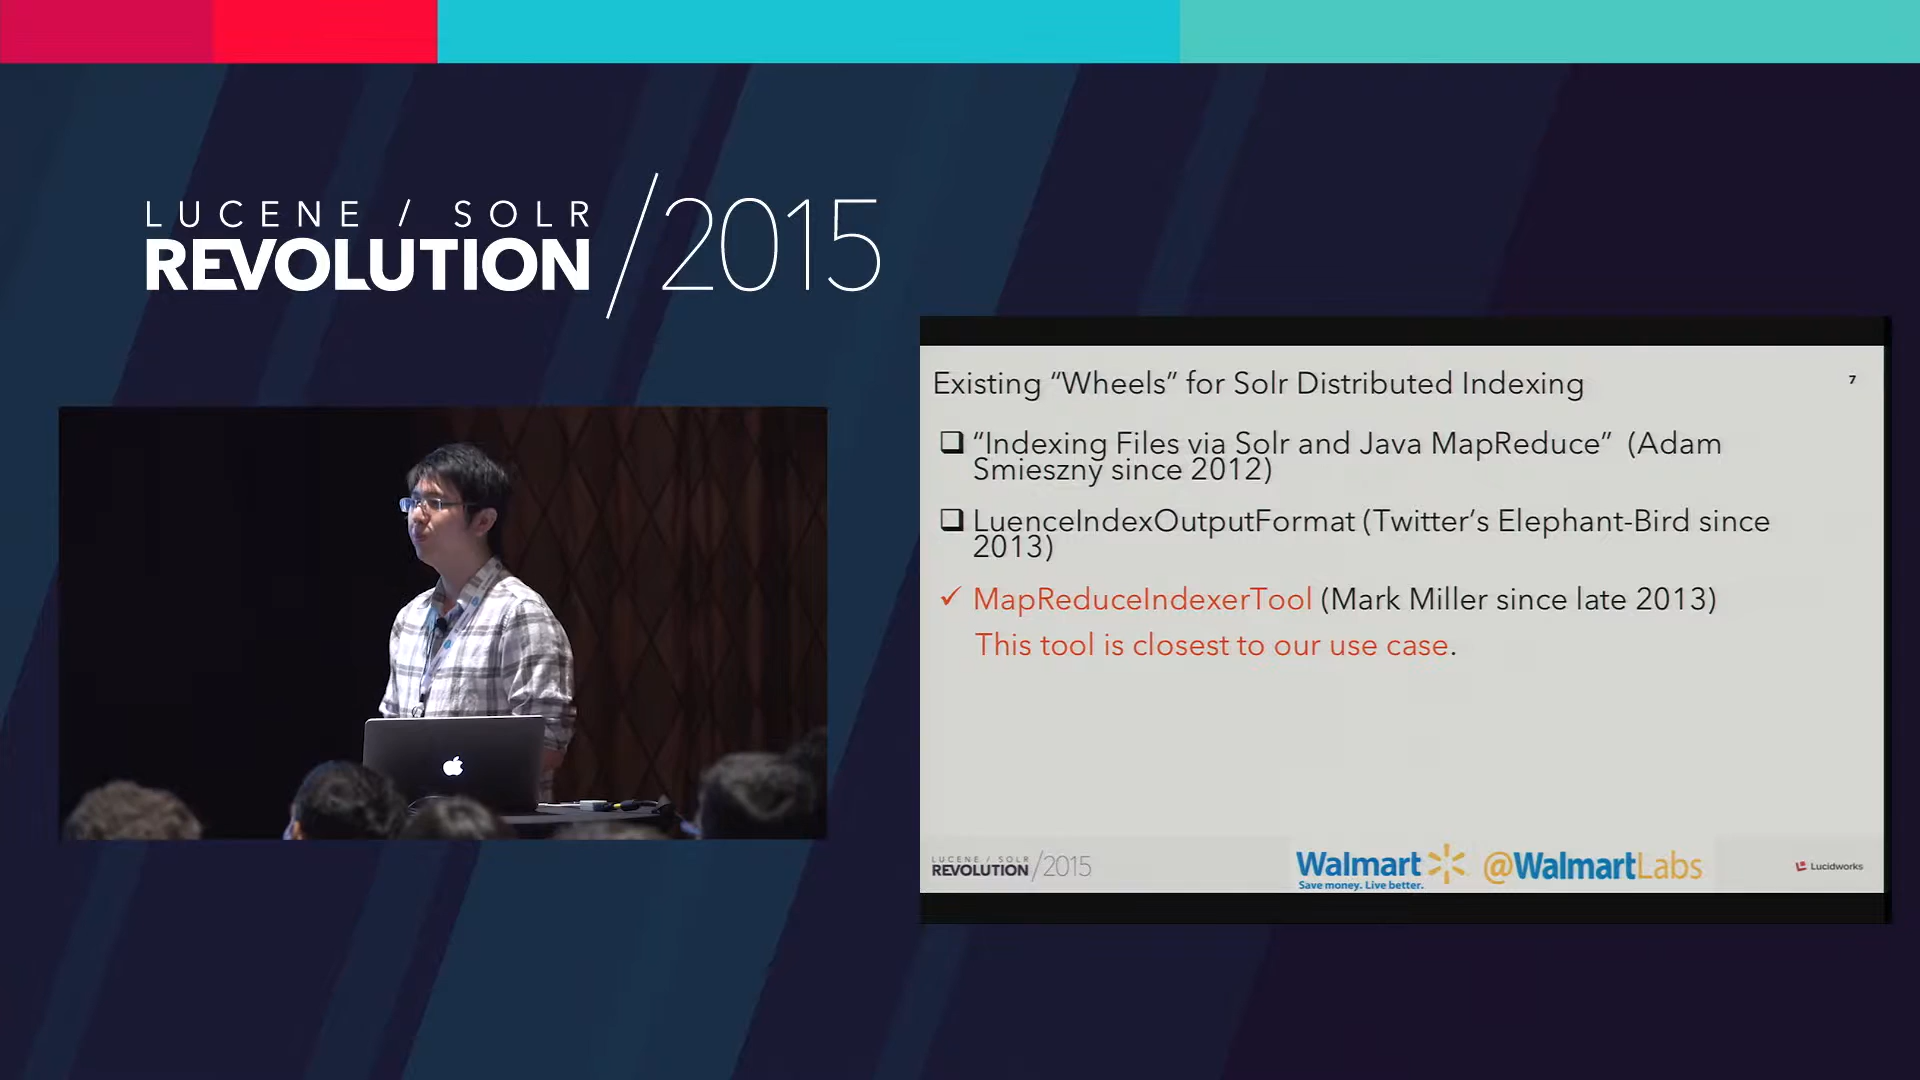 LUCENE / SOLR
REVOLUTION /2015
Existing “Wheels” for Solr Distributed Indexing
7
“Indexing Files via Solr and Java MapReduce” (Adam
Smieszny since 2012)
LuenceIndexOutputFormat (Twitter’s Elephant-Bird since
2013)
MapReduceIndexerTool (Mark Miller since late 2013)
This tool is closest to our use case.
LUCENE / SOLR
REVOLUTION /2015
Walmart
Save money. Live better.
@WalmartLabs
Lucidworks